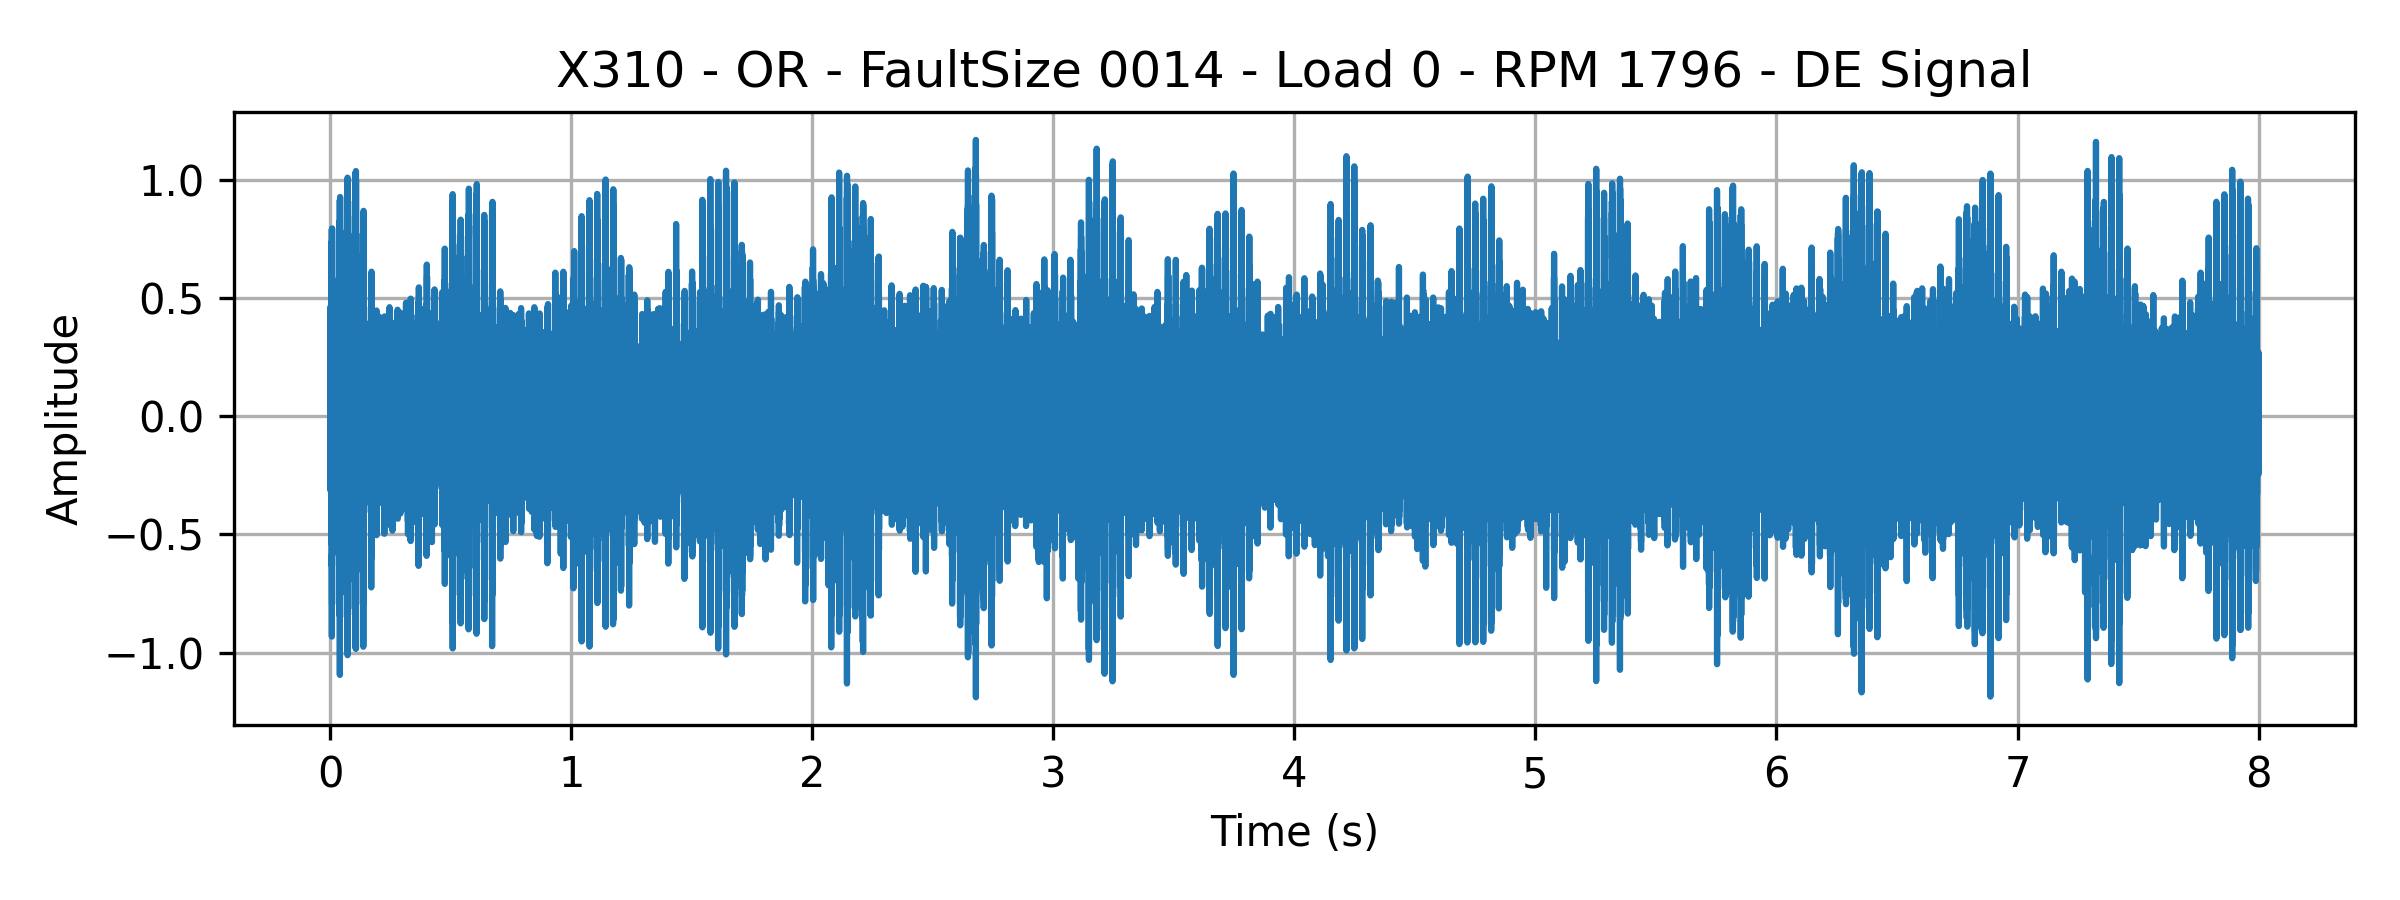 X310 - OR - FaultSize 0014 - Load 0 - RPM 1796 - DE Signal
Amplitude
1.0
0.5
0.0
−0.5
−1.0
0 1 2 3 4 5 6 7 8
Time (s)